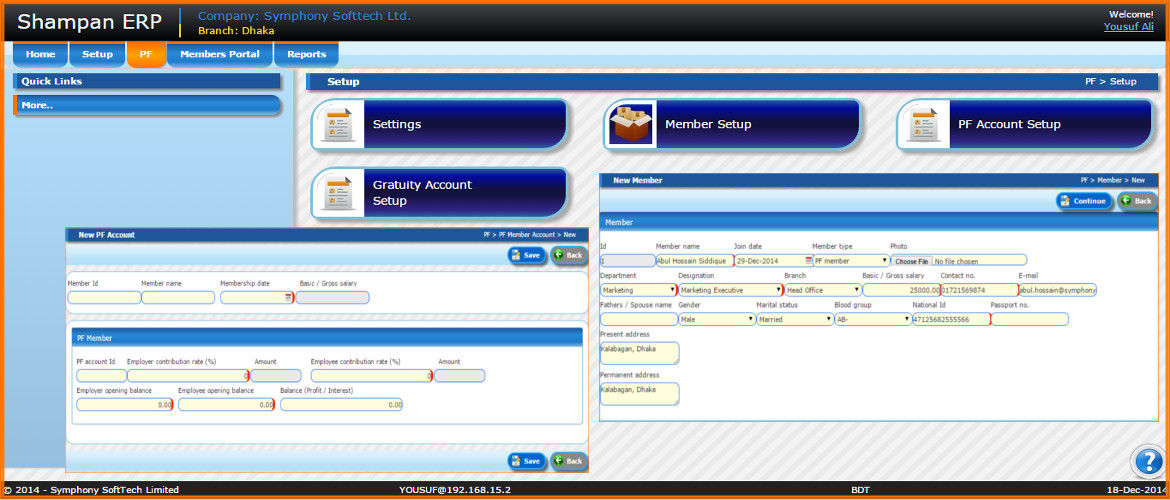 Shampan ERP
Company: Symphony Softtech Ltd.
Branch: Dhaka
Welcome!
Yousuf Ali
Home Setup PF Members Portal Reports
Quick Links
More..
Setup PF > Setup
Settings
Member Setup
PF Account Setup
Gratuity Account
Setup
New PF Account PF > PF Member Account > New
Save Back
Member Id Member name Membership date Basic / Gross salary
PF Member
PF account Id Employer contribution rate (%) Amount Employee contribution rate (%) Amount
0 0
Employer opening balance Employee opening balance Balance (Profit / Interest)
0.00 0.00 0.00
Save Back
New Member PF > Member > New
Continue Back
Member
Id Member name Join date Member type Photo
1 Abul Hossain Siddique 29-Dec-2014 PF member Choose File No file chosen
Department Designation Branch Basic / Gross salary Contact no. E-mail
Marketing Marketing Executive Head Office 25000.00 01721569874 abul.hossain@symphony
Fathers / Spouse name Gender Marital status Blood group National Id Passport no.
Male Married AB- 47125682555566
Present address
Kalabagan, Dhaka
Permanent address
Kalabagan, Dhaka
?
© 2014 - Symphony SoftTech Limited YOUSUF@192.168.15.2 BDT 18-Dec-2014